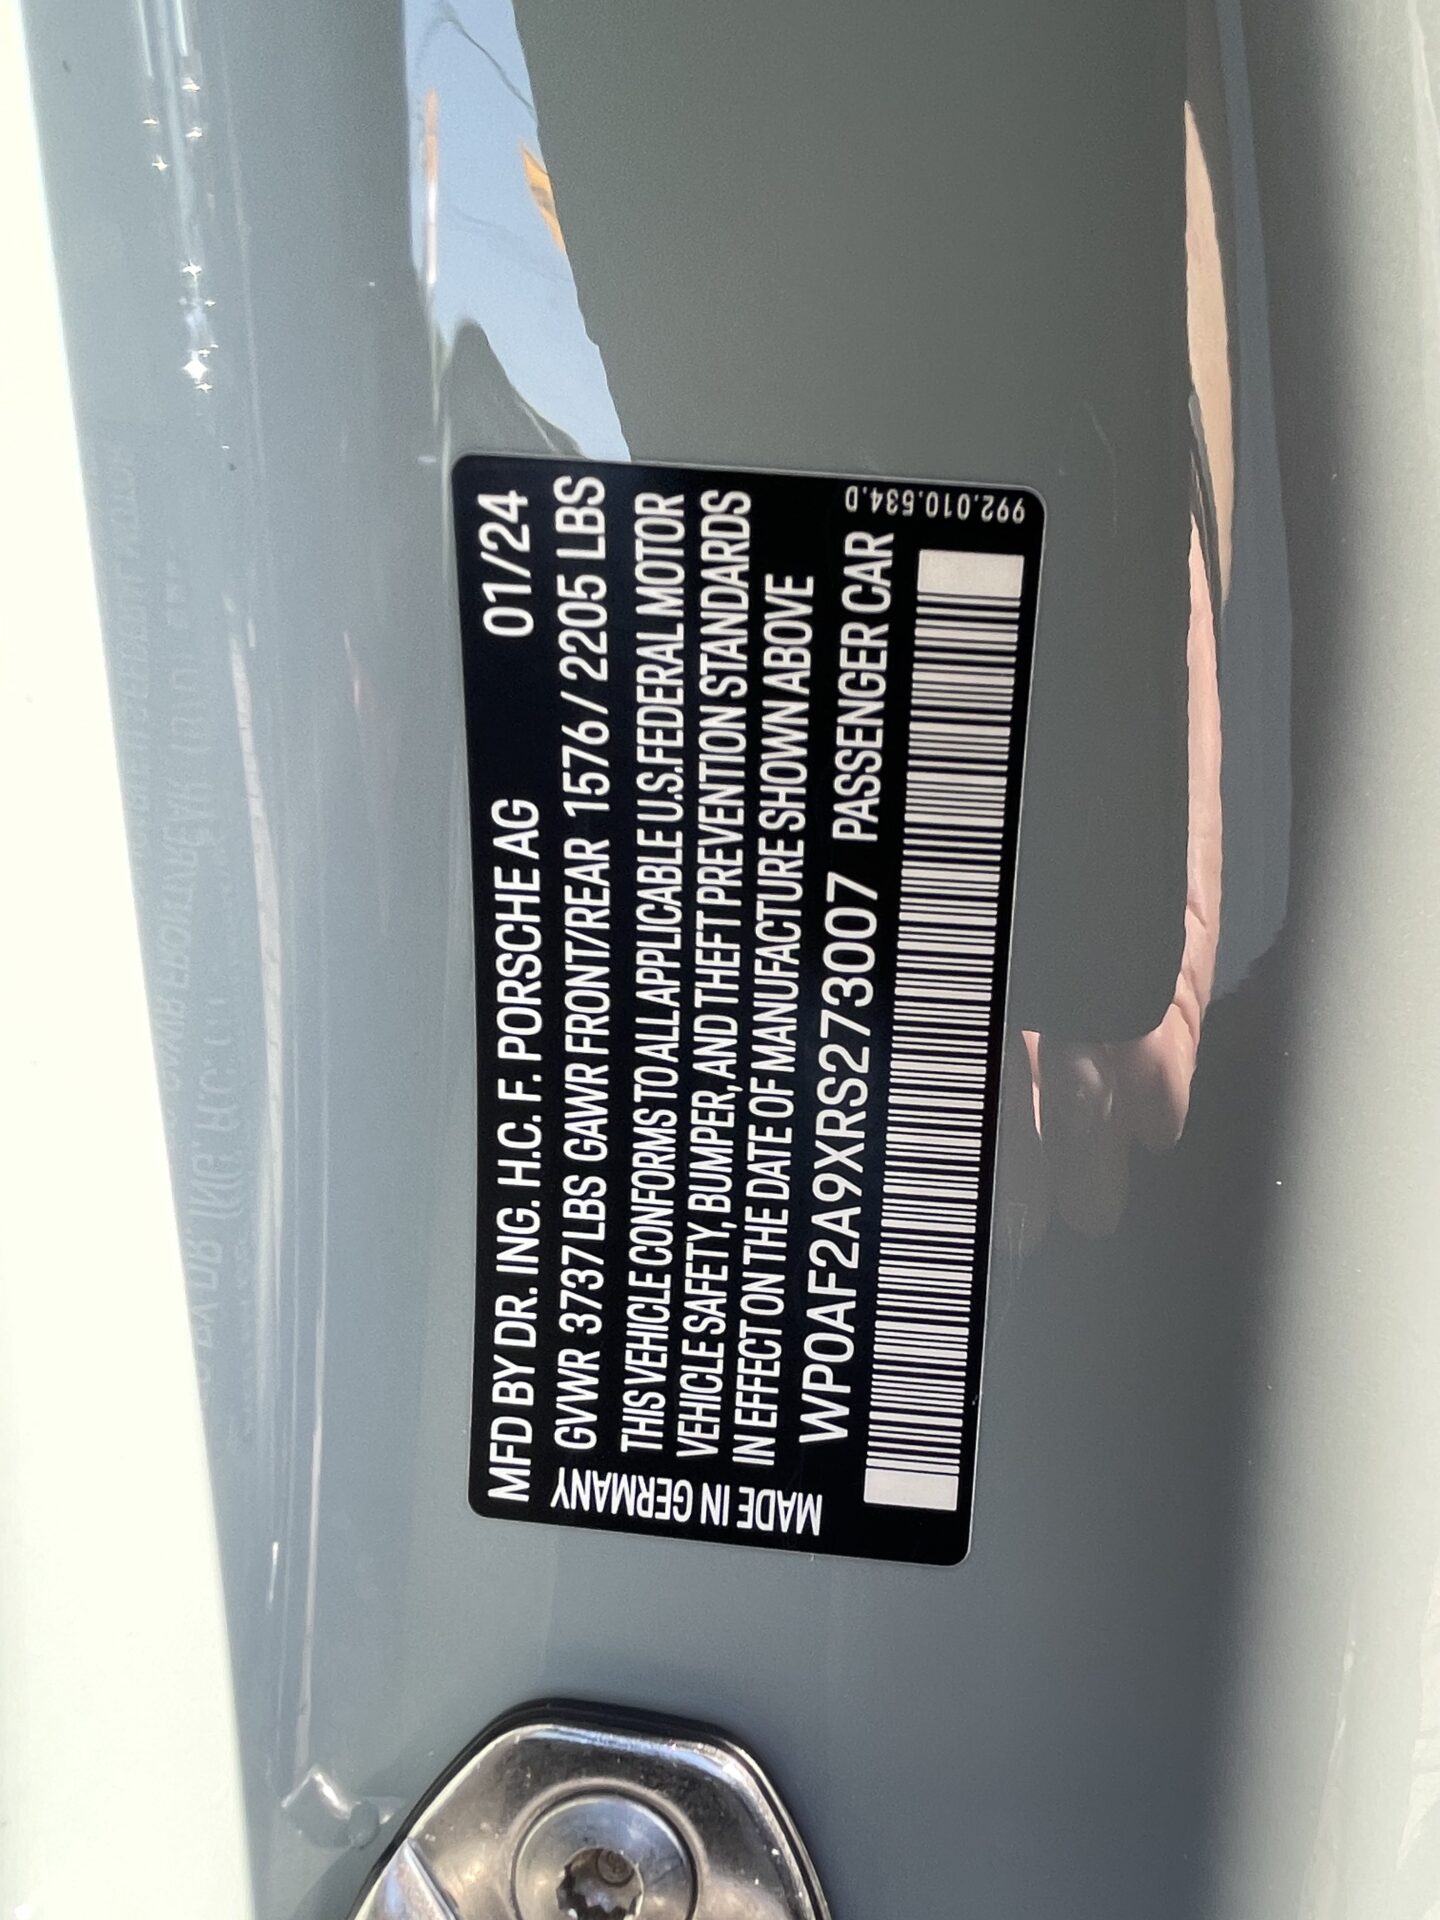 MFD BY DR. ING. H.C. F. PORSCHE AG 01/24
GVWR 3737 LBS GAWR FRONT/REAR 1576 / 2205 LBS
THIS VEHICLE CONFORMS TO ALL APPLICABLE U.S. FEDERAL MOTOR
VEHICLE SAFETY, BUMPER, AND THEFT PREVENTION STANDARDS
IN EFFECT ON THE DATE OF MANUFACTURE SHOWN ABOVE
WP0AF2A9XRS273007 PASSENGER CAR
MADE IN GERMANY
992.010.534.D